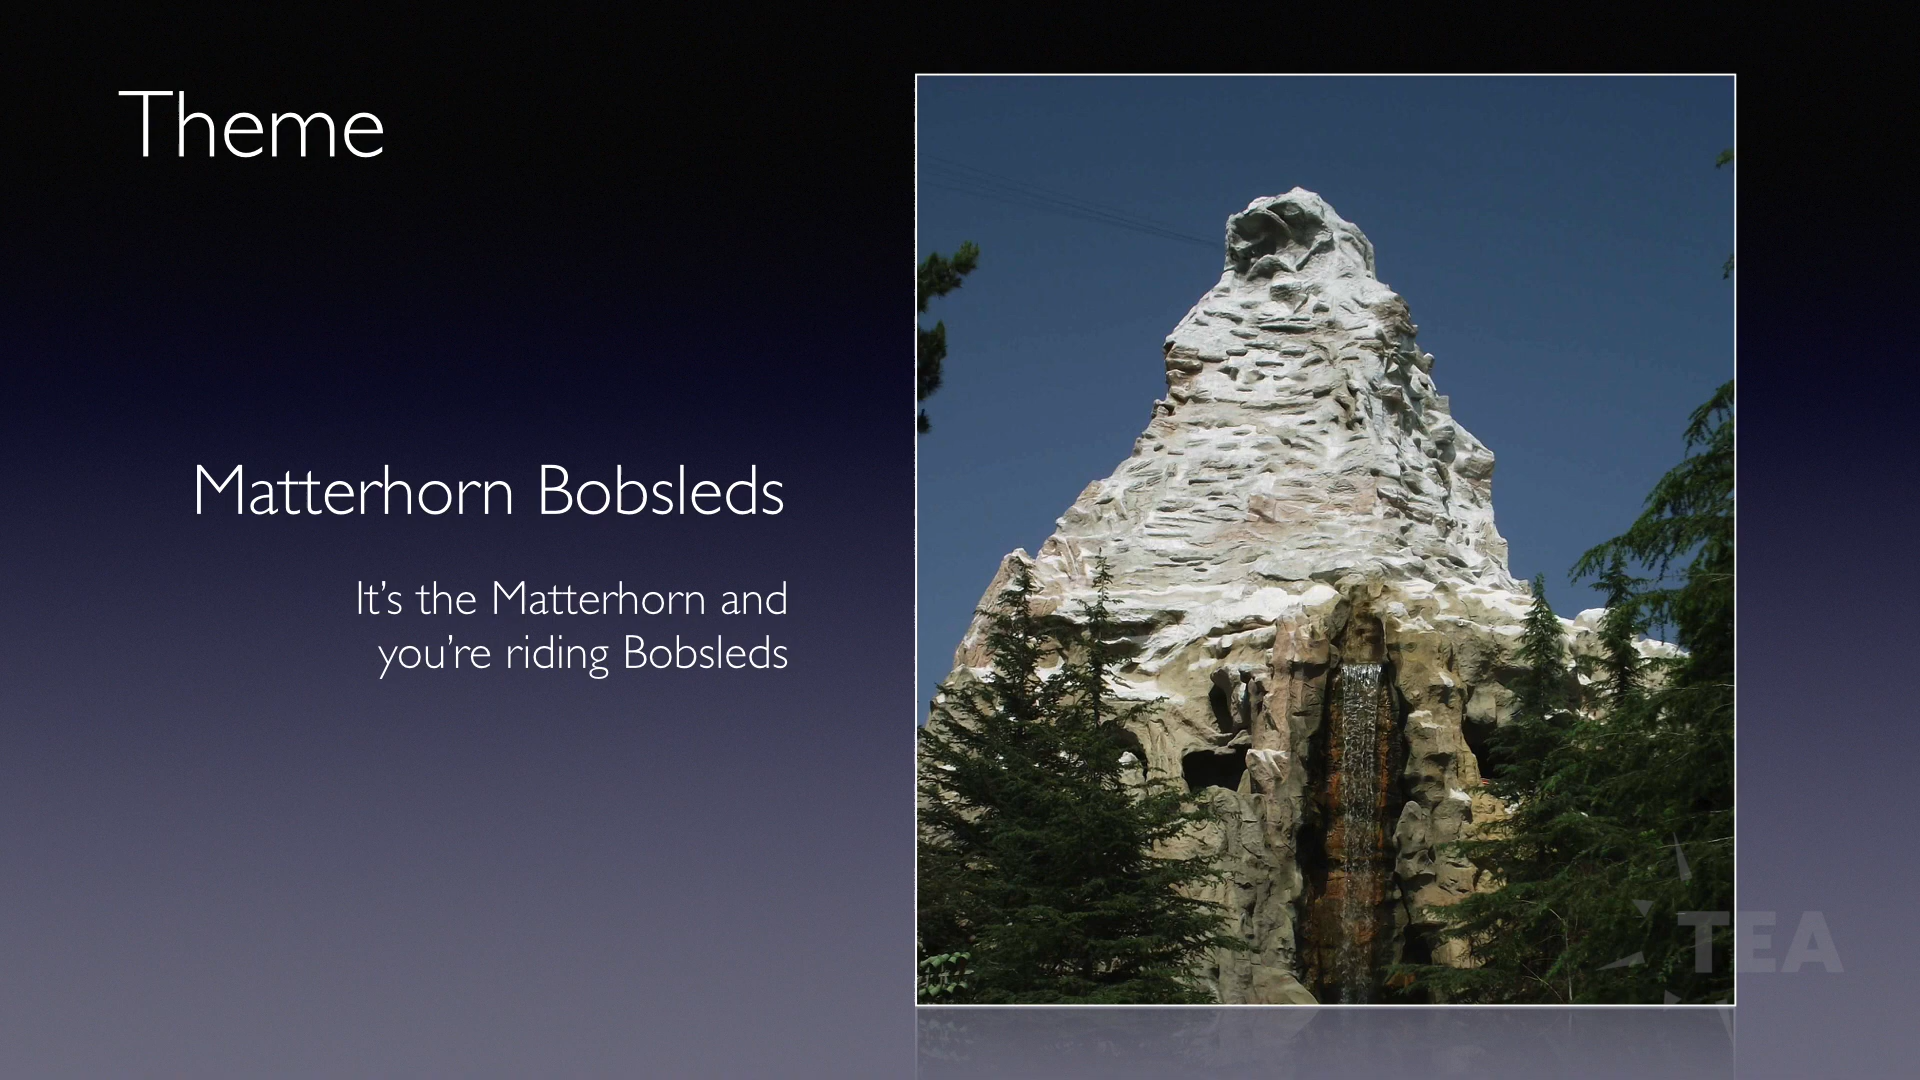 Theme
Matterhorn Bobsleds
It’s the Matterhorn and
you’re riding Bobsleds
TEA